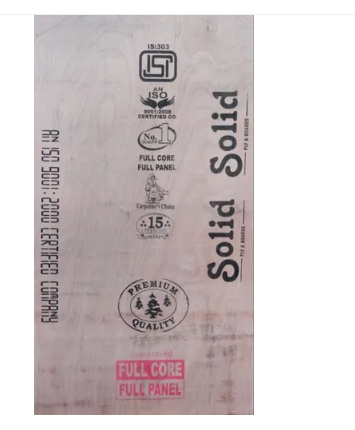 IS:303
ISI
AN
ISO
9001:2008
CERTIFIED CO
No.1
FULL CORE
FULL PANEL
Carpenter's Choice
15
PREMIUM
QUALITY
FULL CORE
FULL PANEL
AN ISO 9001:2000 CERTIFIED COMPANY
Solid
PLY & BOARDS
Solid
PLY & BOARDS